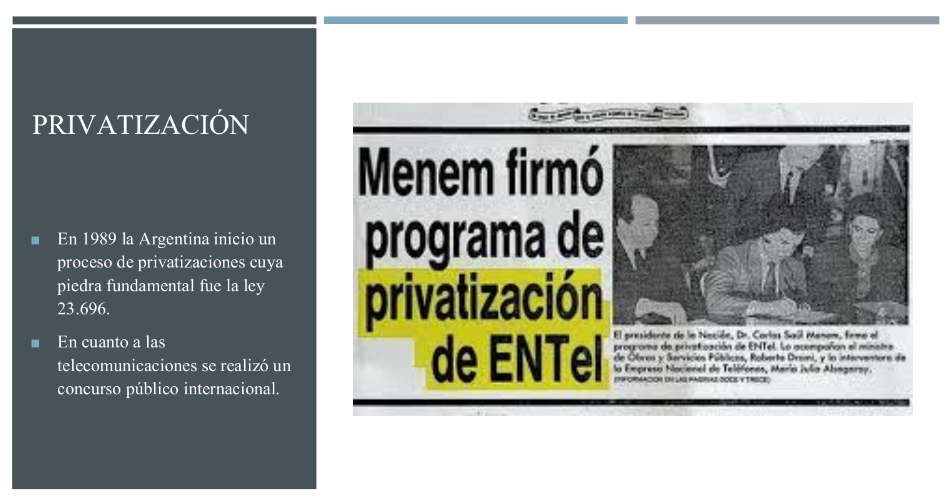 PRIVATIZACIÓN
En 1989 la Argentina inicio un
proceso de privatizaciones cuya
piedra fundamental fue la ley
23.696.
En cuanto a las
telecomunicaciones se realizó un
concurso público internacional.
Menem firmó
programa de
privatización
de ENTel
El presidente de la Nación, Dr. Carlos Saúl Menem, firma el
programa de privatización de ENTel. Lo acompañan el ministro
de Obras y Servicios Públicos, Roberto Dromi, y la interventora de
la Empresa Nacional de Teléfonos, María Julia Alsogaray.
(INFORMACION EN LAS PAGINAS DOCE Y TRECE)